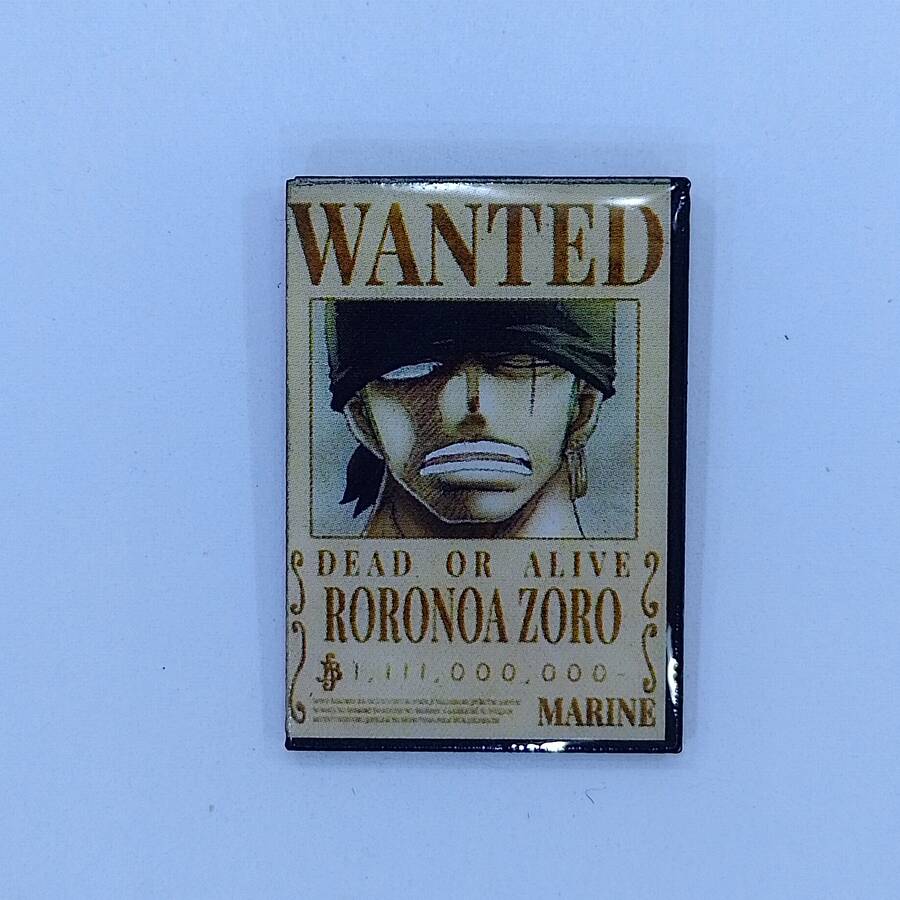 WANTED
DEAD OR ALIVE
RORONOA ZORO
฿1,111,000,000-
MARINE